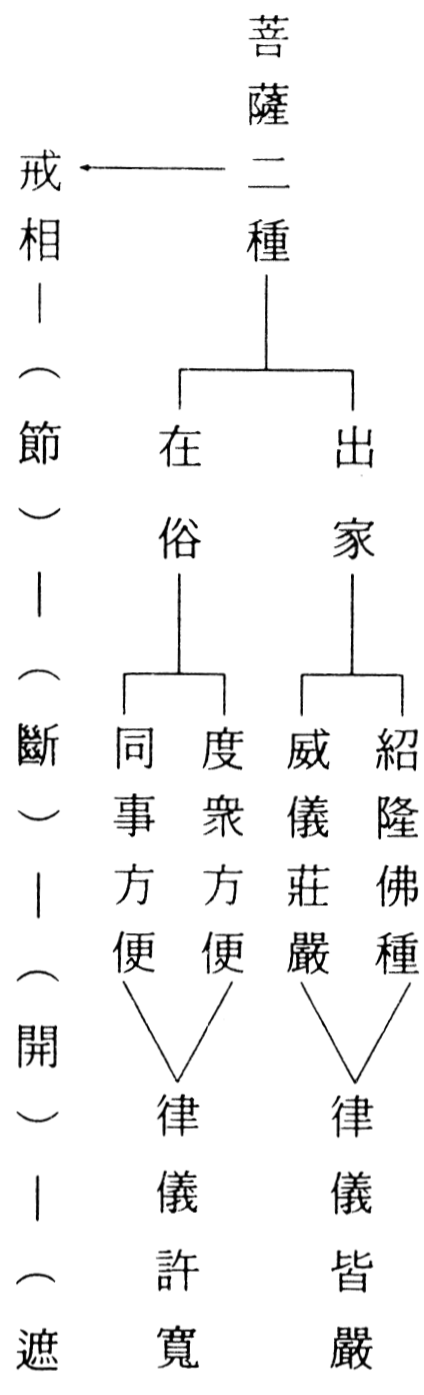 菩薩二種
出家
紹隆佛種
威儀莊嚴
律儀皆嚴
在俗
度衆方便
同事方便
律儀許寬
戒相—（節）—（斷）—（開）—（遮